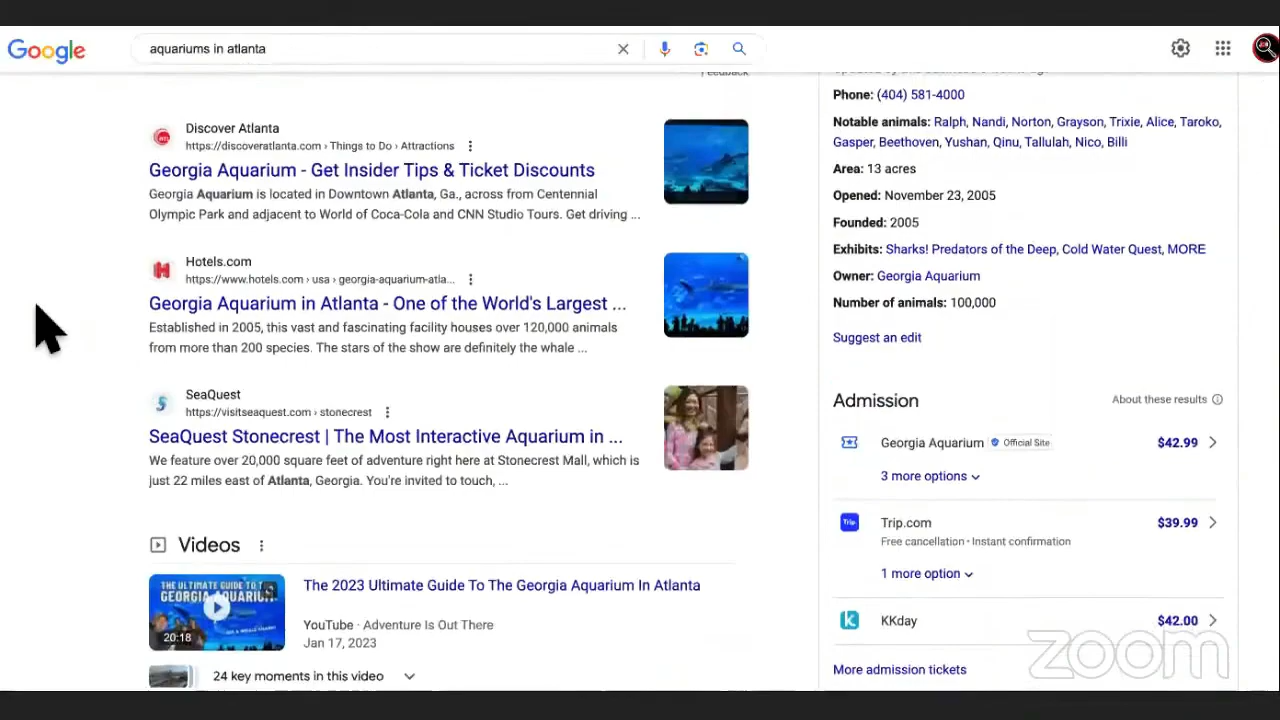 Google
aquariums in atlanta
Feedback
Discover Atlanta
https://discoveratlanta.com › Things to Do › Attractions
Georgia Aquarium - Get Insider Tips & Ticket Discounts
Georgia Aquarium is located in Downtown Atlanta, Ga., across from Centennial
Olympic Park and adjacent to World of Coca-Cola and CNN Studio Tours. Get driving ...
Hotels.com
https://www.hotels.com › usa › georgia-aquarium-atla...
Georgia Aquarium in Atlanta - One of the World's Largest ...
Established in 2005, this vast and fascinating facility houses over 120,000 animals
from more than 200 species. The stars of the show are definitely the whale ...
SeaQuest
https://visitseaquest.com › stonecrest
SeaQuest Stonecrest | The Most Interactive Aquarium in ...
We feature over 20,000 square feet of adventure right here at Stonecrest Mall, which is
just 22 miles east of Atlanta, Georgia. You're invited to touch, ...
Videos
THE ULTIMATE GUIDE TO
GEORGIA AQUARIUM
20:18
The 2023 Ultimate Guide To The Georgia Aquarium In Atlanta
YouTube · Adventure Is Out There
Jan 17, 2023
24 key moments in this video
Phone: (404) 581-4000
Notable animals: Ralph, Nandi, Norton, Grayson, Trixie, Alice, Taroko,
Gasper, Beethoven, Yushan, Qinu, Tallulah, Nico, Billi
Area: 13 acres
Opened: November 23, 2005
Founded: 2005
Exhibits: Sharks! Predators of the Deep, Cold Water Quest, MORE
Owner: Georgia Aquarium
Number of animals: 100,000
Suggest an edit
Admission
About these results
Georgia Aquarium Official Site $42.99
3 more options
Trip
Trip.com $39.99
Free cancellation · Instant confirmation
1 more option
KKday $42.00
More admission tickets
zoom